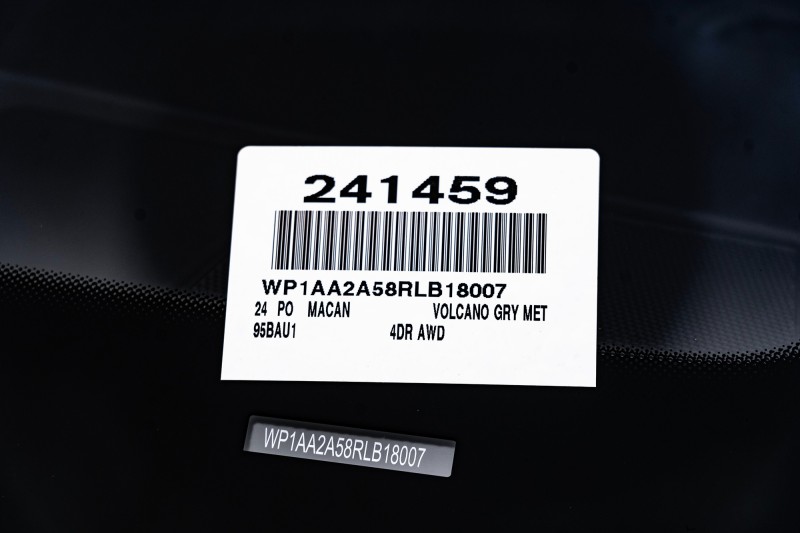 241459
WP1AA2A58RLB18007
24 PO MACAN VOLCANO GRY MET
95BAU1 4DR AWD
WP1AA2A58RLB18007